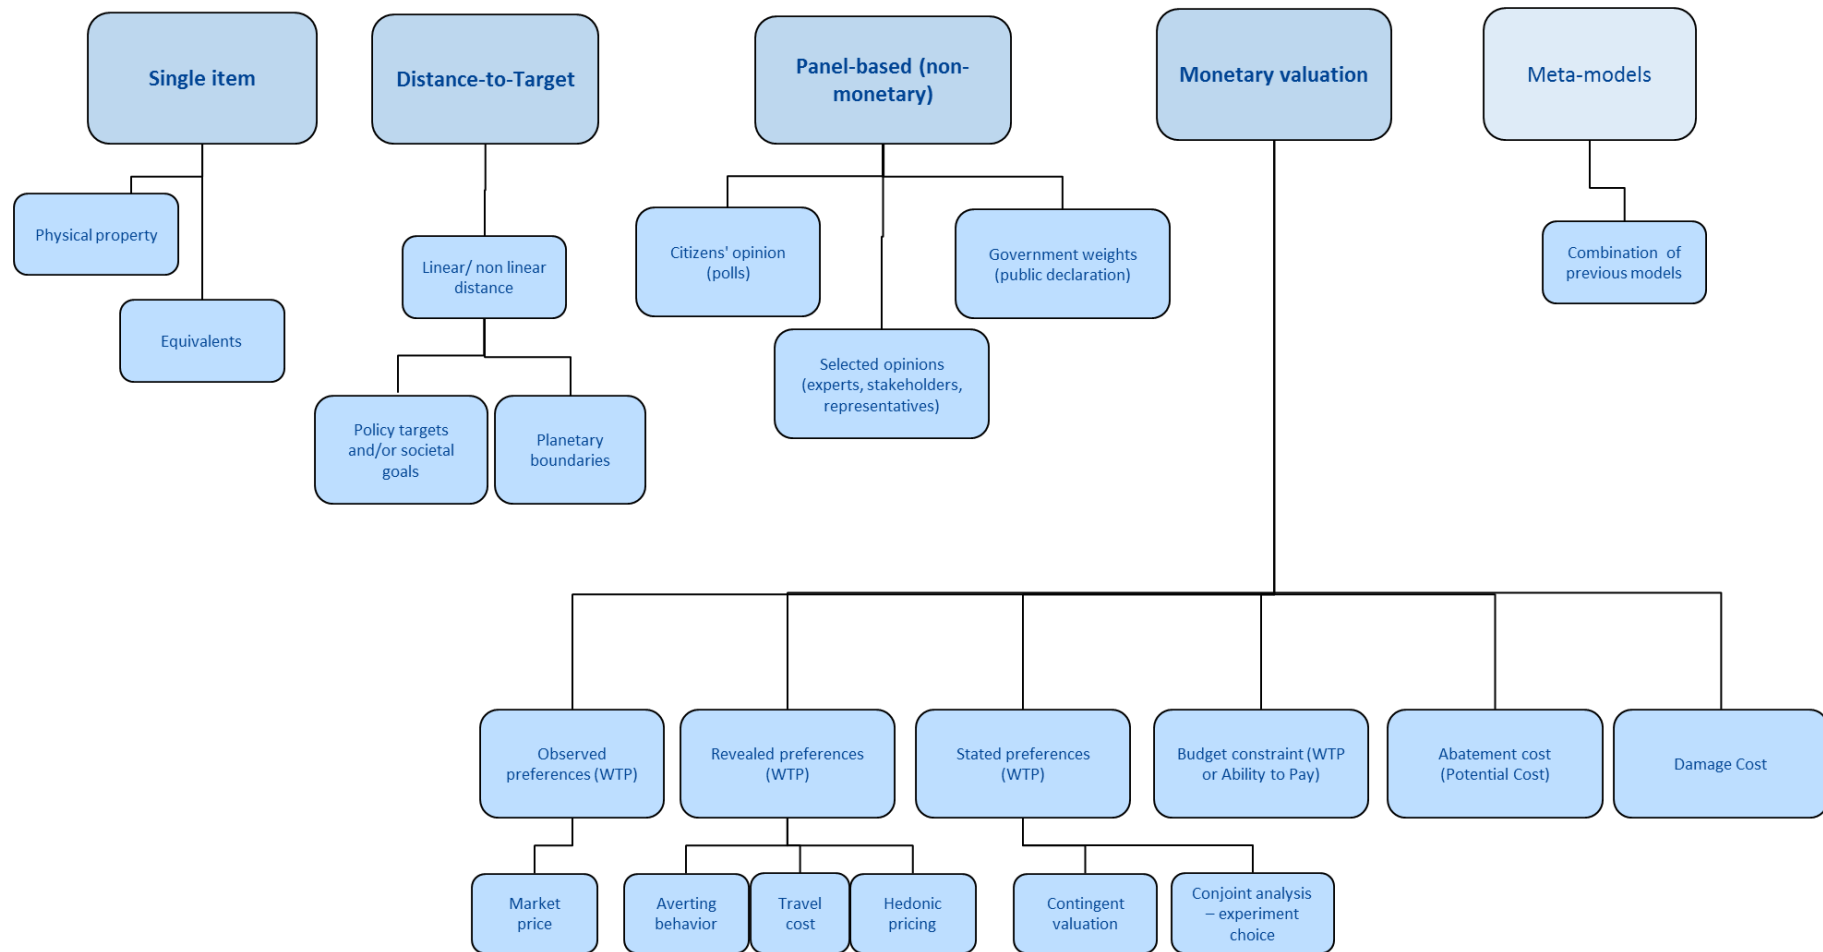 Single item
Distance-to-Target
Panel-based (non-
monetary)
Monetary valuation
Meta-models
Physical property
Equivalents
Linear/ non linear
distance
Policy targets
and/or societal
goals
Planetary
boundaries
Citizens' opinion
(polls)
Selected opinions
(experts, stakeholders,
representatives)
Government weights
(public declaration)
Combination of
previous models
Observed
preferences (WTP)
Revealed preferences
(WTP)
Stated preferences
(WTP)
Budget constraint (WTP
or Ability to Pay)
Abatement cost
(Potential Cost)
Damage Cost
Market
price
Averting
behavior
Travel
cost
Hedonic
pricing
Contingent
valuation
Conjoint analysis
– experiment
choice